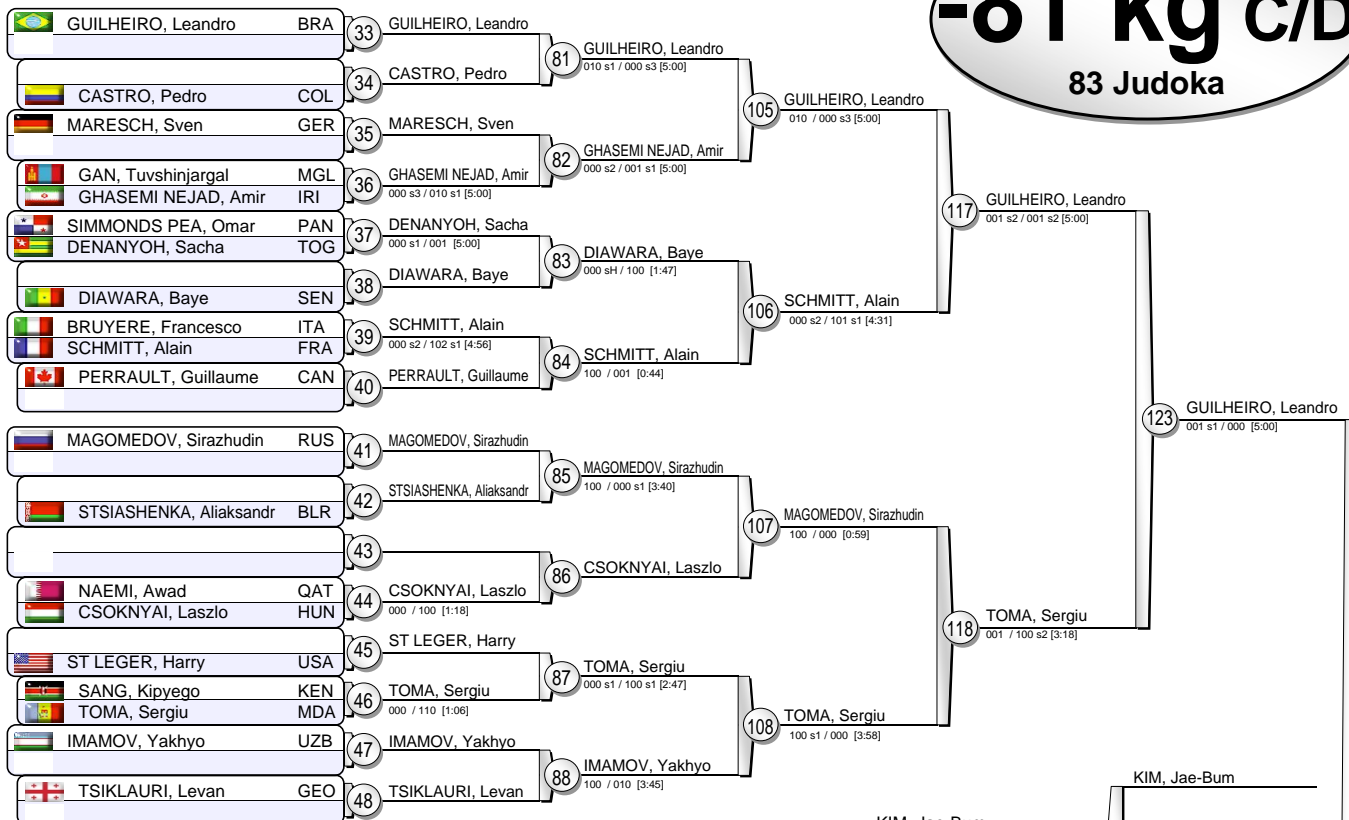 -81 kg C/D
83 Judoka
GUILHEIRO, Leandro BRA
CASTRO, Pedro COL
MARESCH, Sven GER
GAN, Tuvshinjargal MGL
GHASEMI NEJAD, Amir IRI
SIMMONDS PEA, Omar PAN
DENANYOH, Sacha TOG
DIAWARA, Baye SEN
BRUYERE, Francesco ITA
SCHMITT, Alain FRA
PERRAULT, Guillaume CAN
MAGOMEDOV, Sirazhudin RUS
STSIASHENKA, Aliaksandr BLR
NAEMI, Awad QAT
CSOKNYAI, Laszlo HUN
ST LEGER, Harry USA
SANG, Kipyego KEN
TOMA, Sergiu MDA
IMAMOV, Yakhyo UZB
TSIKLAURI, Levan GEO
33 GUILHEIRO, Leandro
34 CASTRO, Pedro
35 MARESCH, Sven
36 GHASEMI NEJAD, Amir
000 s3 / 010 s1 [5:00]
37 DENANYOH, Sacha
000 s1 / 001 [5:00]
38 DIAWARA, Baye
39 SCHMITT, Alain
000 s2 / 102 s1 [4:56]
40 PERRAULT, Guillaume
41 MAGOMEDOV, Sirazhudin
42 STSIASHENKA, Aliaksandr
43
44 CSOKNYAI, Laszlo
000 / 100 [1:18]
45 ST LEGER, Harry
46 TOMA, Sergiu
000 / 110 [1:06]
47 IMAMOV, Yakhyo
48 TSIKLAURI, Levan
81 GUILHEIRO, Leandro
010 s1 / 000 s3 [5:00]
82 GHASEMI NEJAD, Amir
000 s2 / 001 s1 [5:00]
83 DIAWARA, Baye
000 sH / 100 [1:47]
84 SCHMITT, Alain
100 / 001 [0:44]
85 MAGOMEDOV, Sirazhudin
100 / 000 s1 [3:40]
86 CSOKNYAI, Laszlo
87 TOMA, Sergiu
000 s1 / 100 s1 [2:47]
88 IMAMOV, Yakhyo
100 / 010 [3:45]
105 GUILHEIRO, Leandro
010 / 000 s3 [5:00]
106 SCHMITT, Alain
000 s2 / 101 s1 [4:31]
107 MAGOMEDOV, Sirazhudin
100 / 000 [0:59]
108 TOMA, Sergiu
100 s1 / 000 [3:58]
117 GUILHEIRO, Leandro
001 s2 / 001 s2 [5:00]
118 TOMA, Sergiu
001 / 100 s2 [3:18]
123 GUILHEIRO, Leandro
001 s1 / 000 [5:00]
KIM, Jae-Bum
KIM, Jae-Bum